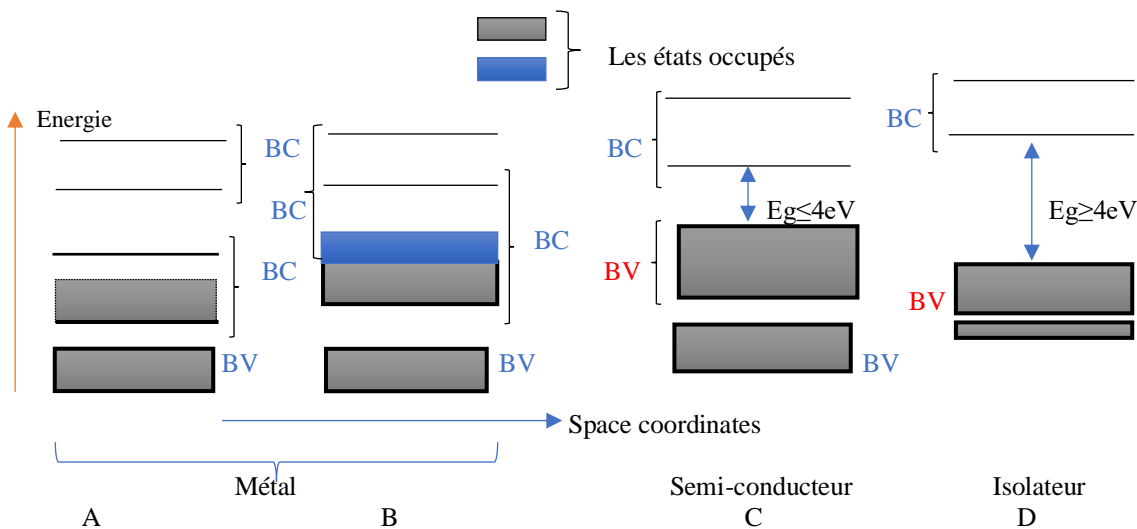 Les états occupés
Energie
BC
BC
BC
BC
BV
BC
BV
BC
Eg≤4eV
BV
BV
BC
Eg≥4eV
BV
Space coordinates
Métal
Semi-conducteur
Isolateur
A
B
C
D